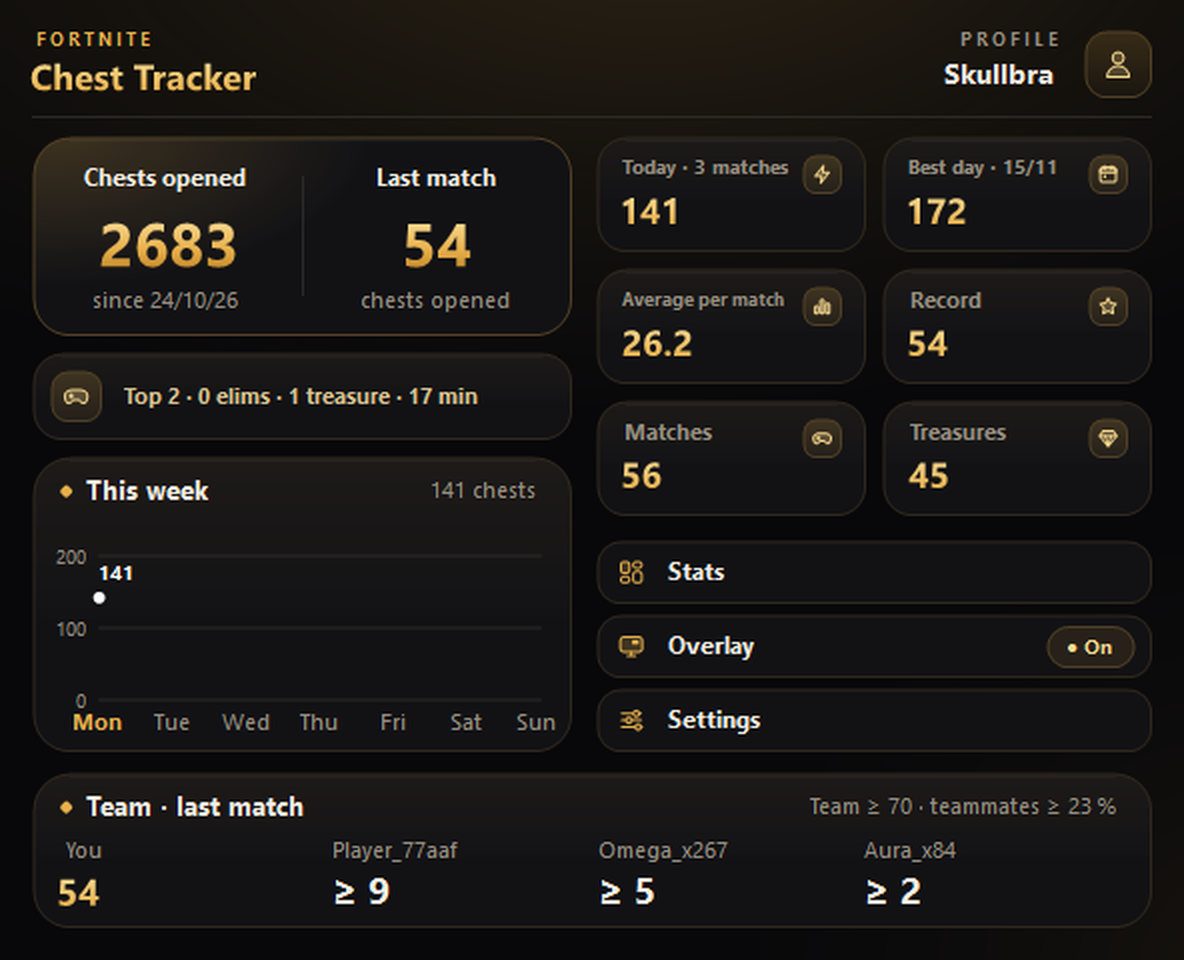 FORTNITE
Chest Tracker
PROFILE
Skullbra
Chests opened
2683
since 24/10/26
Last match
54
chests opened
Today · 3 matches
141
Best day · 15/11
172
Average per match
26.2
Record
54
Matches
56
Treasures
45
Top 2 · 0 elims · 1 treasure · 17 min
This week
141 chests
200
141
100
0
Mon Tue Wed Thu Fri Sat Sun
Stats
Overlay
• On
Settings
Team · last match
Team ≥ 70 · teammates ≥ 23 %
You
54
Player_77aaf
≥ 9
Omega_x267
≥ 5
Aura_x84
≥ 2